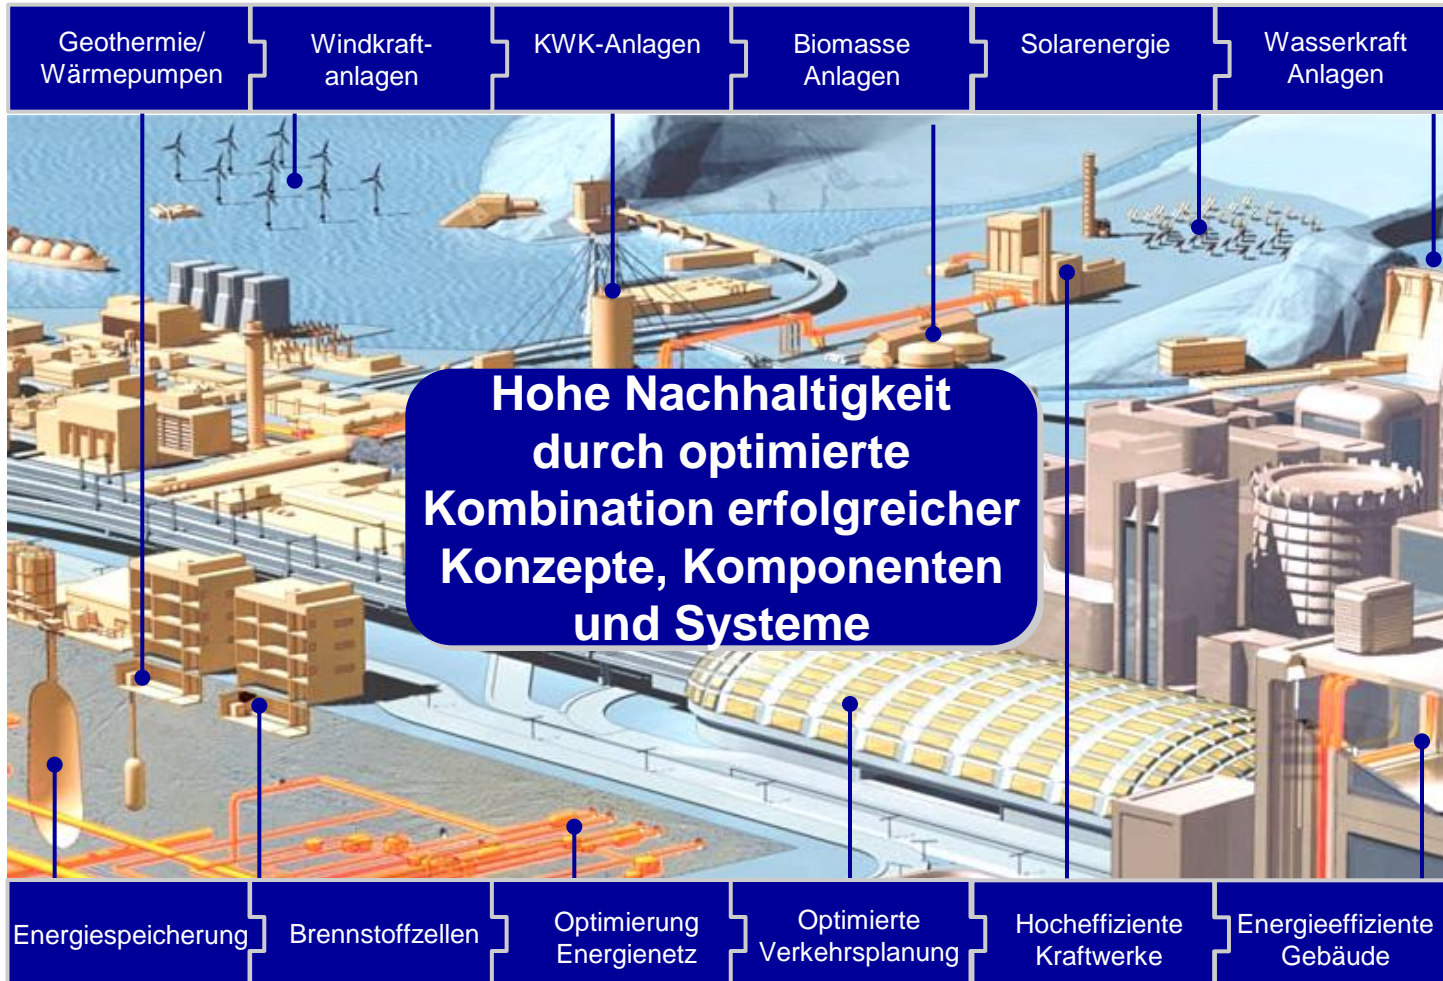 Geothermie/
Wärmepumpen
Windkraft-
anlagen
KWK-Anlagen
Biomasse
Anlagen
Solarenergie
Wasserkraft
Anlagen
Hohe Nachhaltigkeit
durch optimierte
Kombination erfolgreicher
Konzepte, Komponenten
und Systeme
Energiespeicherung
Brennstoffzellen
Optimierung
Energienetz
Optimierte
Verkehrsplanung
Hocheffiziente
Kraftwerke
Energieeffiziente
Gebäude